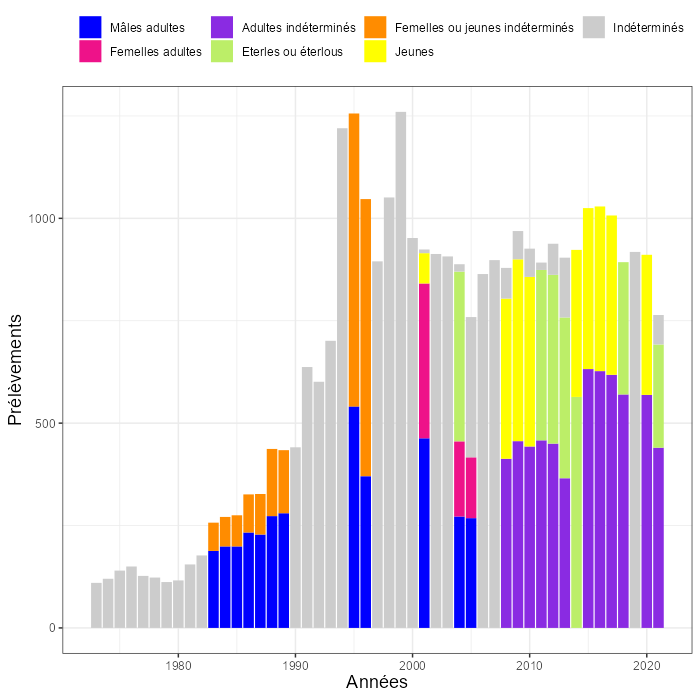 Mâles adultes Adultes indéterminés Femelles ou jeunes indéterminés Indéterminés
Femelles adultes Eterles ou éterlous Jeunes
1000
500
0
Prélèvements
1980 1990 2000 2010 2020
Années